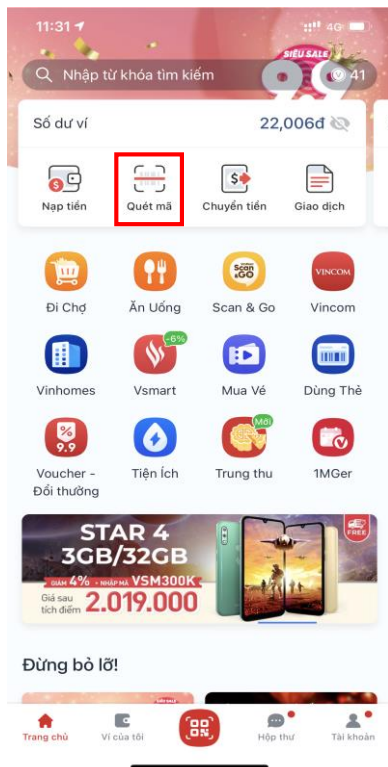 11:31
4G
SIÊU SALE
Nhập từ khóa tìm kiếm
9.9
41
Số dư ví
22,006đ
Nạp tiền
Quét mã
Chuyển tiền
Giao dịch
Scan
&GO
VINCOM
Đi Chợ
Ăn Uống
Scan & Go
Vincom
-6%
Vinhomes
Vsmart
Mua Vé
Dùng Thẻ
%
9.9
Mới
Voucher -
Đổi thưởng
Tiện Ích
Trung thu
1MGer
STAR 4
3GB/32GB
FREE
GIẢM 4% + NHẬP MÃ VSM300K
Giá sau
tích điểm 2.019.000
Đừng bỏ lỡ!
Trang chủ
Ví của tôi
Hộp thư
Tài khoản